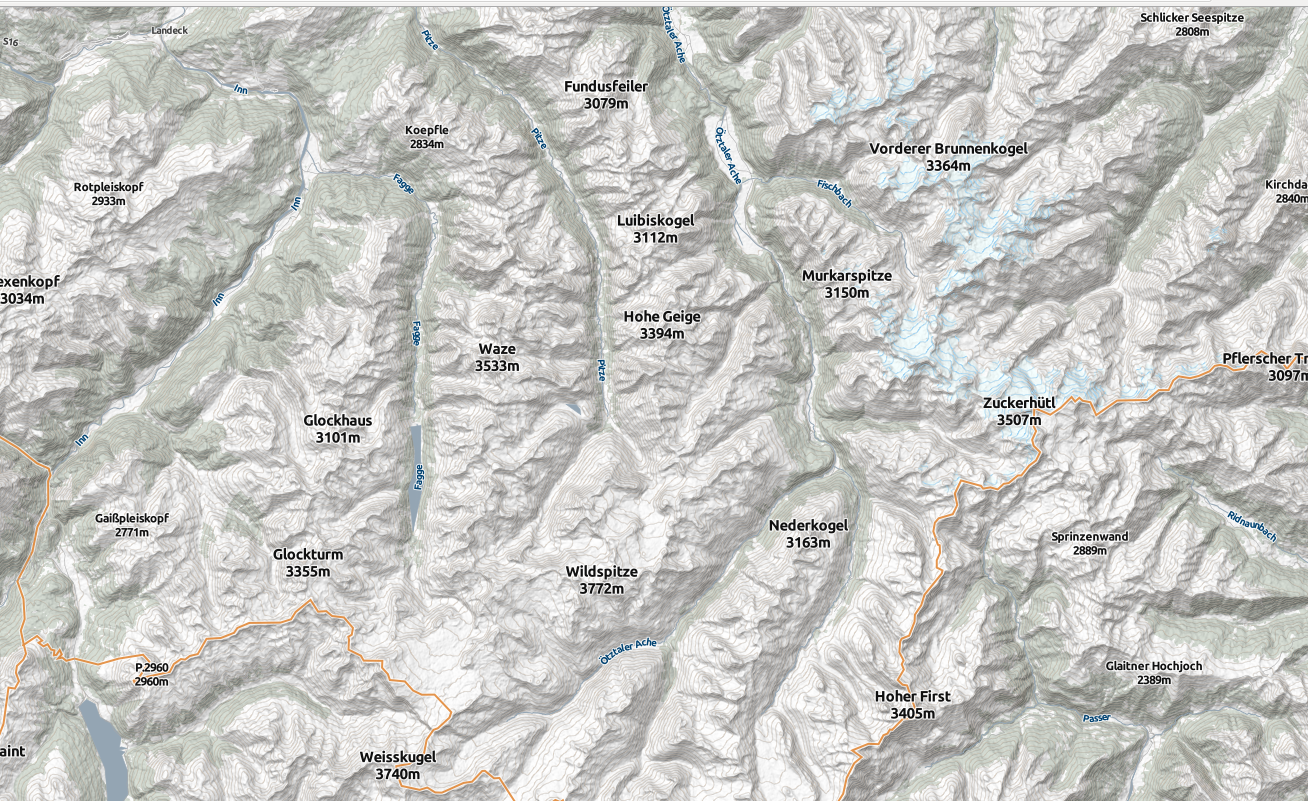 Schlicker Seespitze
2808m
Landeck
S16
Pitze
Ötztaler Ache
Inn
Fundusfeiler
3079m
Koepfle
2834m
Pitze
Ötztaler Ache
Vorderer Brunnenkogel
3364m
Rotpleiskopf
2933m
Fagge
Fischbach
Kirchda
2840m
Inn
Luibiskogel
3112m
Murkarspitze
3150m
exenkopf
3034m
Inn
Hohe Geige
3394m
Fagge
Waze
3533m
Pitze
Pflerscher Tr
3097m
Zuckerhütl
3507m
Glockhaus
3101m
Inn
Fagge
Gaißpleiskopf
2771m
Nederkogel
3163m
Ridnaunbach
Sprinzenwand
2889m
Glockturm
3355m
Wildspitze
3772m
Ötztaler Ache
P.2960
2960m
Glaitner Hochjoch
2389m
Hoher First
3405m
Passer
aint
Weisskugel
3740m